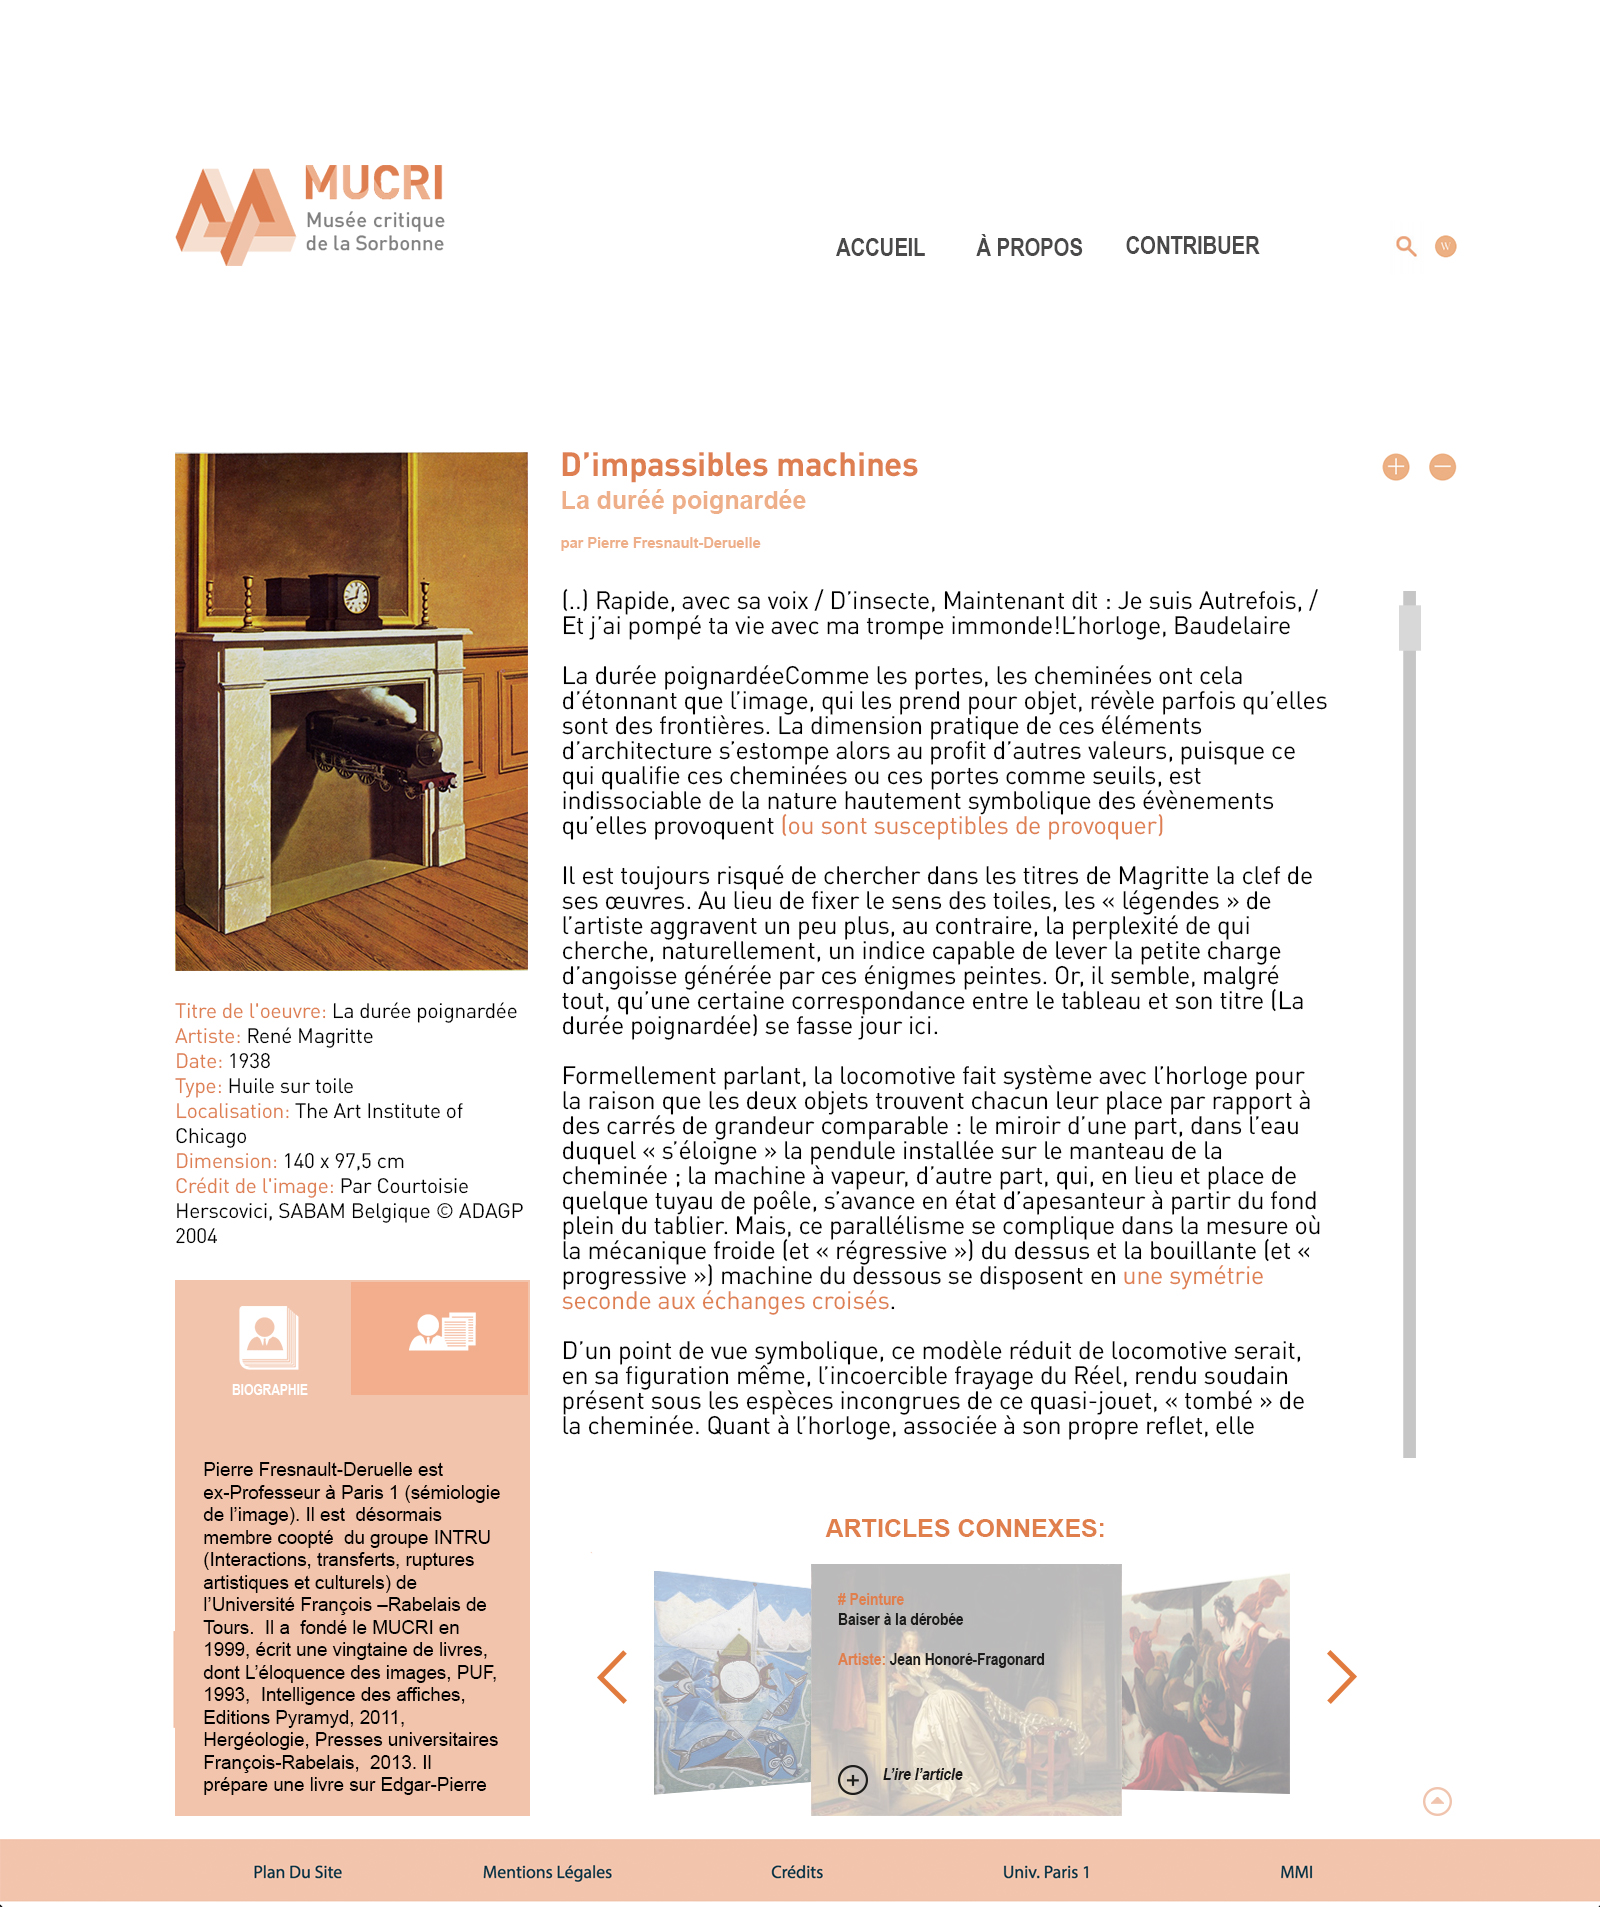 MUCRI
Musée critique
de la Sorbonne
ACCUEIL
À PROPOS
CONTRIBUER
W
D’impassibles machines
La duréé poignardée
par Pierre Fresnault-Deruelle
(..) Rapide, avec sa voix / D’insecte, Maintenant dit : Je suis Autrefois, /
Et j’ai pompé ta vie avec ma trompe immonde!L’horloge, Baudelaire
La durée poignardéeComme les portes, les cheminées ont cela
d’étonnant que l’image, qui les prend pour objet, révèle parfois qu’elles
sont des frontières. La dimension pratique de ces éléments
d’architecture s’estompe alors au profit d’autres valeurs, puisque ce
qui qualifie ces cheminées ou ces portes comme seuils, est
indissociable de la nature hautement symbolique des évènements
qu’elles provoquent (ou sont susceptibles de provoquer)
Il est toujours risqué de chercher dans les titres de Magritte la clef de
ses œuvres. Au lieu de fixer le sens des toiles, les « légendes » de
l’artiste aggravent un peu plus, au contraire, la perplexité de qui
cherche, naturellement, un indice capable de lever la petite charge
d’angoisse générée par ces énigmes peintes. Or, il semble, malgré
tout, qu’une certaine correspondance entre le tableau et son titre (La
durée poignardée) se fasse jour ici.
Formellement parlant, la locomotive fait système avec l’horloge pour
la raison que les deux objets trouvent chacun leur place par rapport à
des carrés de grandeur comparable : le miroir d’une part, dans l’eau
duquel « s’éloigne » la pendule installée sur le manteau de la
cheminée ; la machine à vapeur, d’autre part, qui, en lieu et place de
quelque tuyau de poêle, s’avance en état d’apesanteur à partir du fond
plein du tablier. Mais, ce parallélisme se complique dans la mesure où
la mécanique froide (et « régressive ») du dessus et la bouillante (et «
progressive ») machine du dessous se disposent en une symétrie
seconde aux échanges croisés.
D’un point de vue symbolique, ce modèle réduit de locomotive serait,
en sa figuration même, l’incoercible frayage du Réel, rendu soudain
présent sous les espèces incongrues de ce quasi-jouet, « tombé » de
la cheminée. Quant à l’horloge, associée à son propre reflet, elle
Titre de l'oeuvre: La durée poignardée
Artiste: René Magritte
Date: 1938
Type: Huile sur toile
Localisation: The Art Institute of
Chicago
Dimension: 140 x 97,5 cm
Crédit de l'image: Par Courtoisie
Herscovici, SABAM Belgique © ADAGP
2004
BIOGRAPHIE
Pierre Fresnault-Deruelle est
ex-Professeur à Paris 1 (sémiologie
de l’image). Il est désormais
membre coopté du groupe INTRU
(Interactions, transferts, ruptures
artistiques et culturels) de
l’Université François –Rabelais de
Tours. Il a fondé le MUCRI en
1999, écrit une vingtaine de livres,
dont L’éloquence des images, PUF,
1993, Intelligence des affiches,
Editions Pyramyd, 2011,
Hergéologie, Presses universitaires
François-Rabelais, 2013. Il
prépare une livre sur Edgar-Pierre
ARTICLES CONNEXES:
# Peinture
Baiser à la dérobée
Artiste: Jean Honoré-Fragonard
L’ire l’article
Plan Du Site
Mentions Légales
Crédits
Univ. Paris 1
MMI